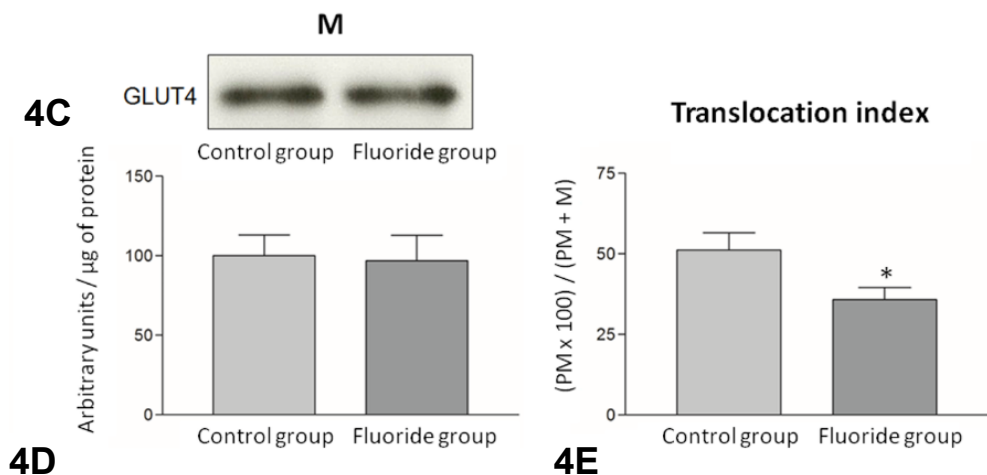 M
GLUT4
4C
Control group Fluoride group
Arbitrary units / µg of protein
150
100
50
0
Control group Fluoride group
4D
Translocation index
(PM x 100) / (PM + M)
75
50
25
0
*
Control group Fluoride group
4E